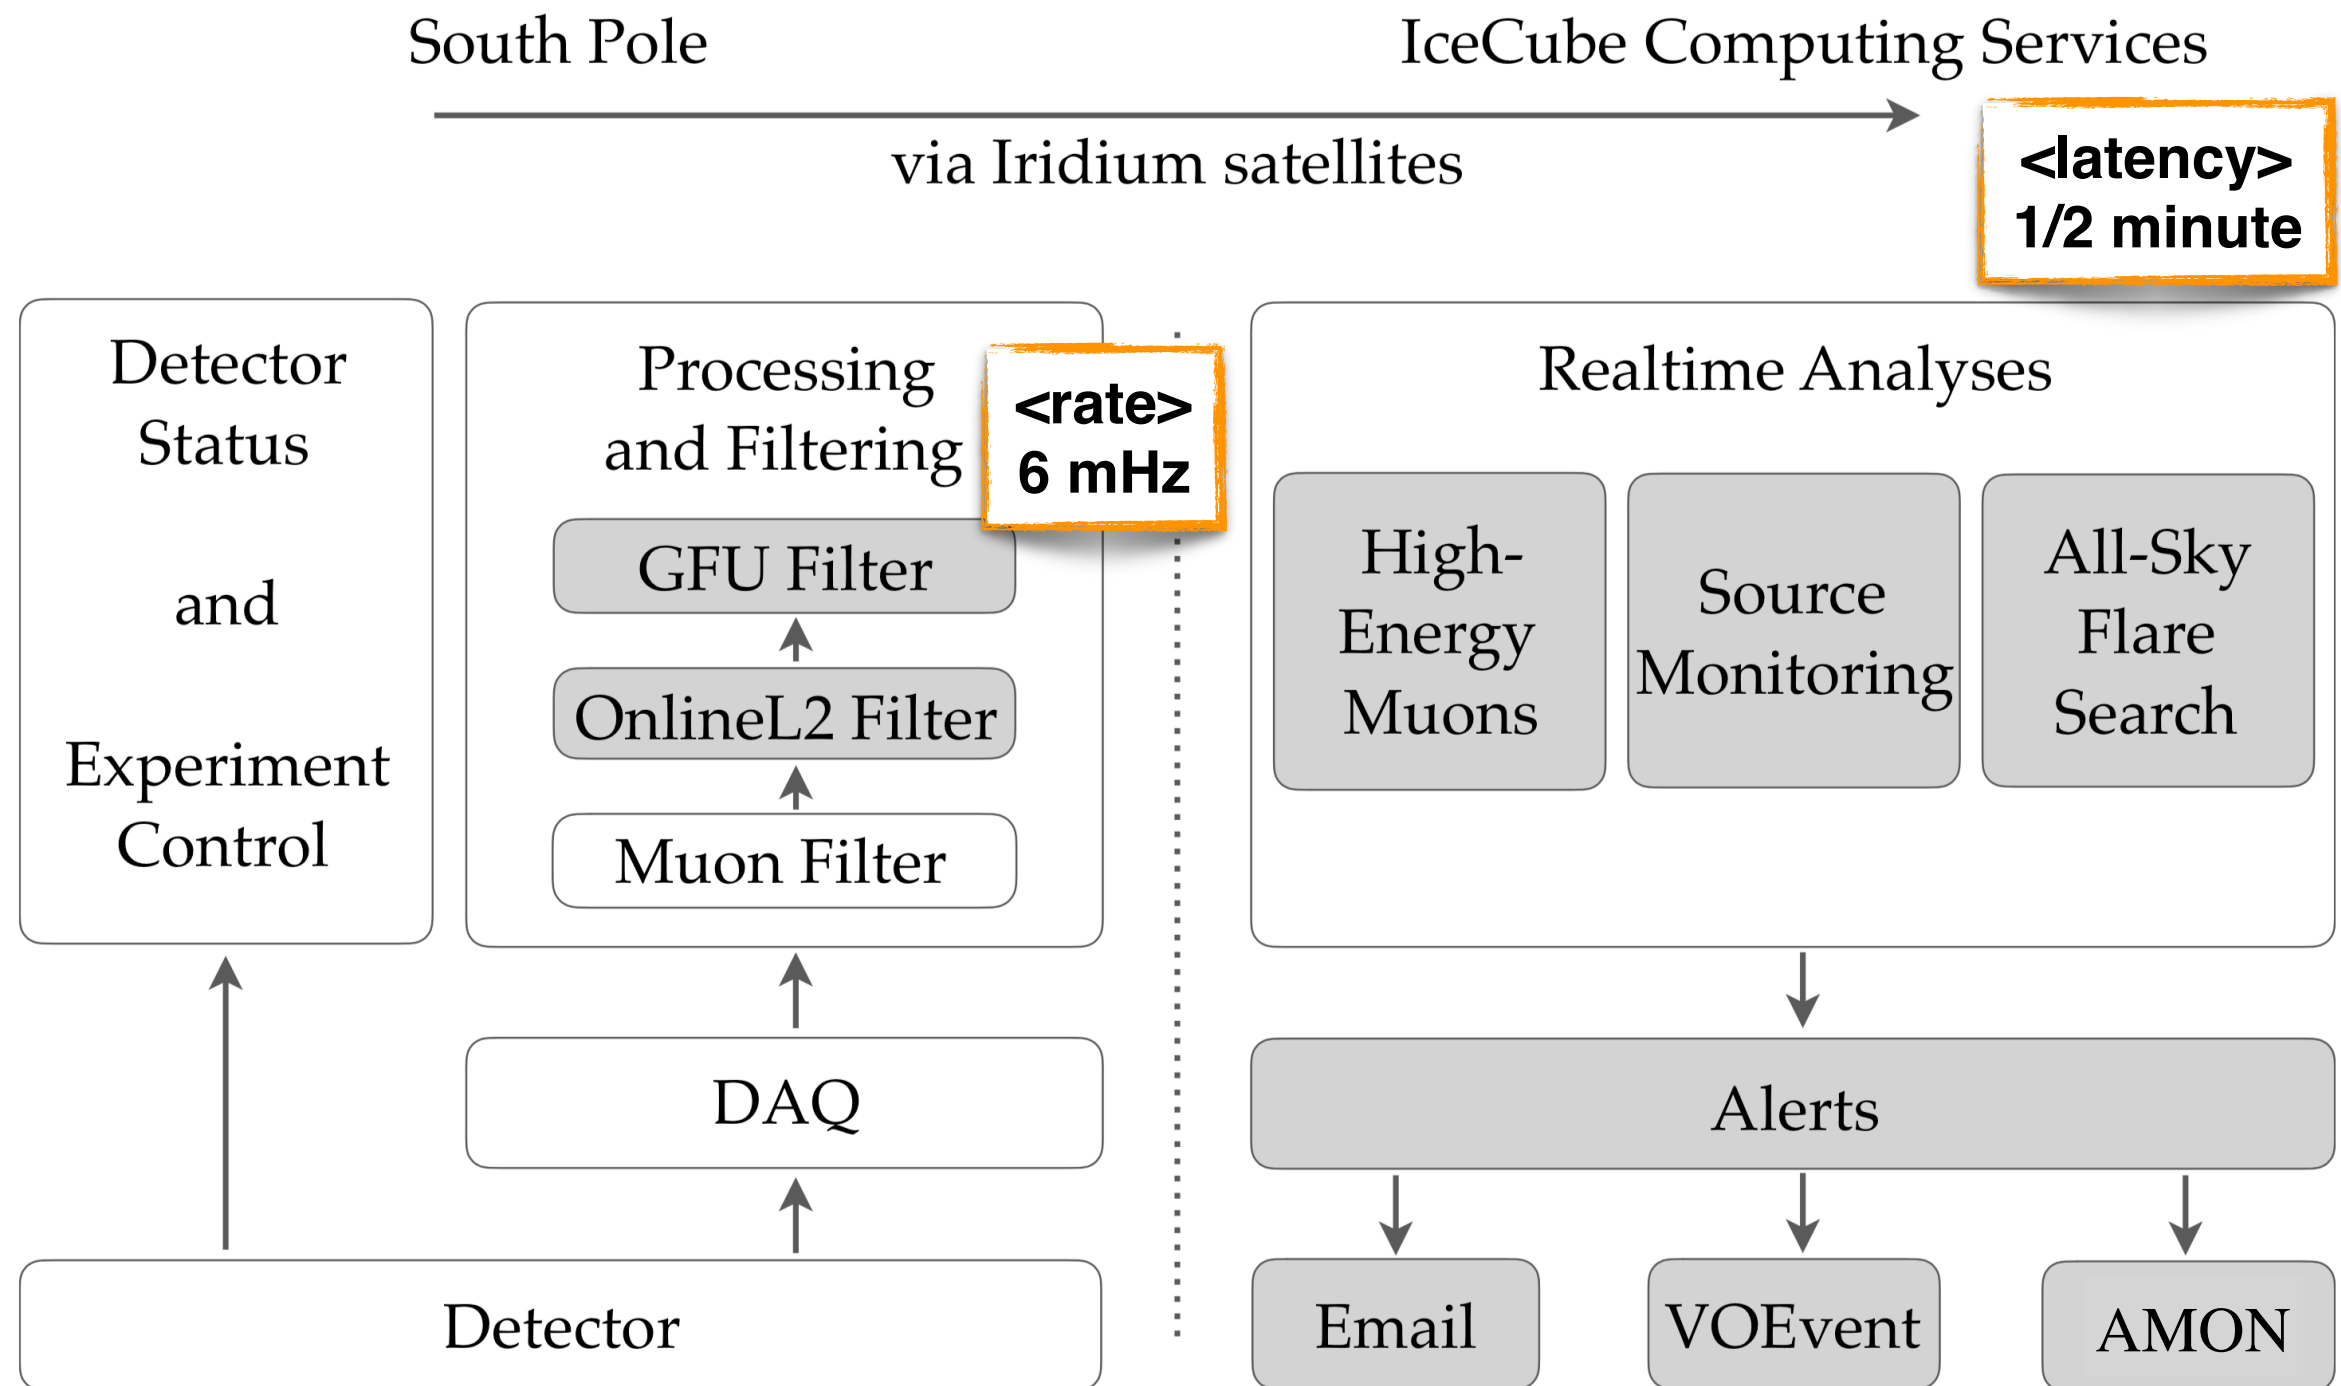 South Pole
IceCube Computing Services
via Iridium satellites
<latency>
1/2 minute
Detector
Status
and
Experiment
Control
Processing
and Filtering
<rate>
6 mHz
GFU Filter
OnlineL2 Filter
Muon Filter
DAQ
Detector
Realtime Analyses
High-
Energy
Muons
Source
Monitoring
All-Sky
Flare
Search
Alerts
Email
VOEvent
AMON